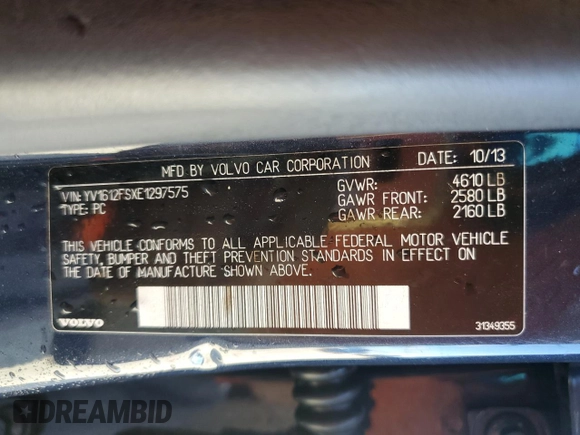 MFD BY VOLVO CAR CORPORATION DATE: 10/13
VIN: YV1612FSXE1297575 GVWR: 4610 LB
TYPE: PC GAWR FRONT: 2580 LB
GAWR REAR: 2160 LB
THIS VEHICLE CONFORMS TO ALL APPLICABLE FEDERAL MOTOR VEHICLE
SAFETY, BUMPER AND THEFT PREVENTION STANDARDS IN EFFECT ON
THE DATE OF MANUFACTURE SHOWN ABOVE.
VOLVO 31349355
DREAMBID